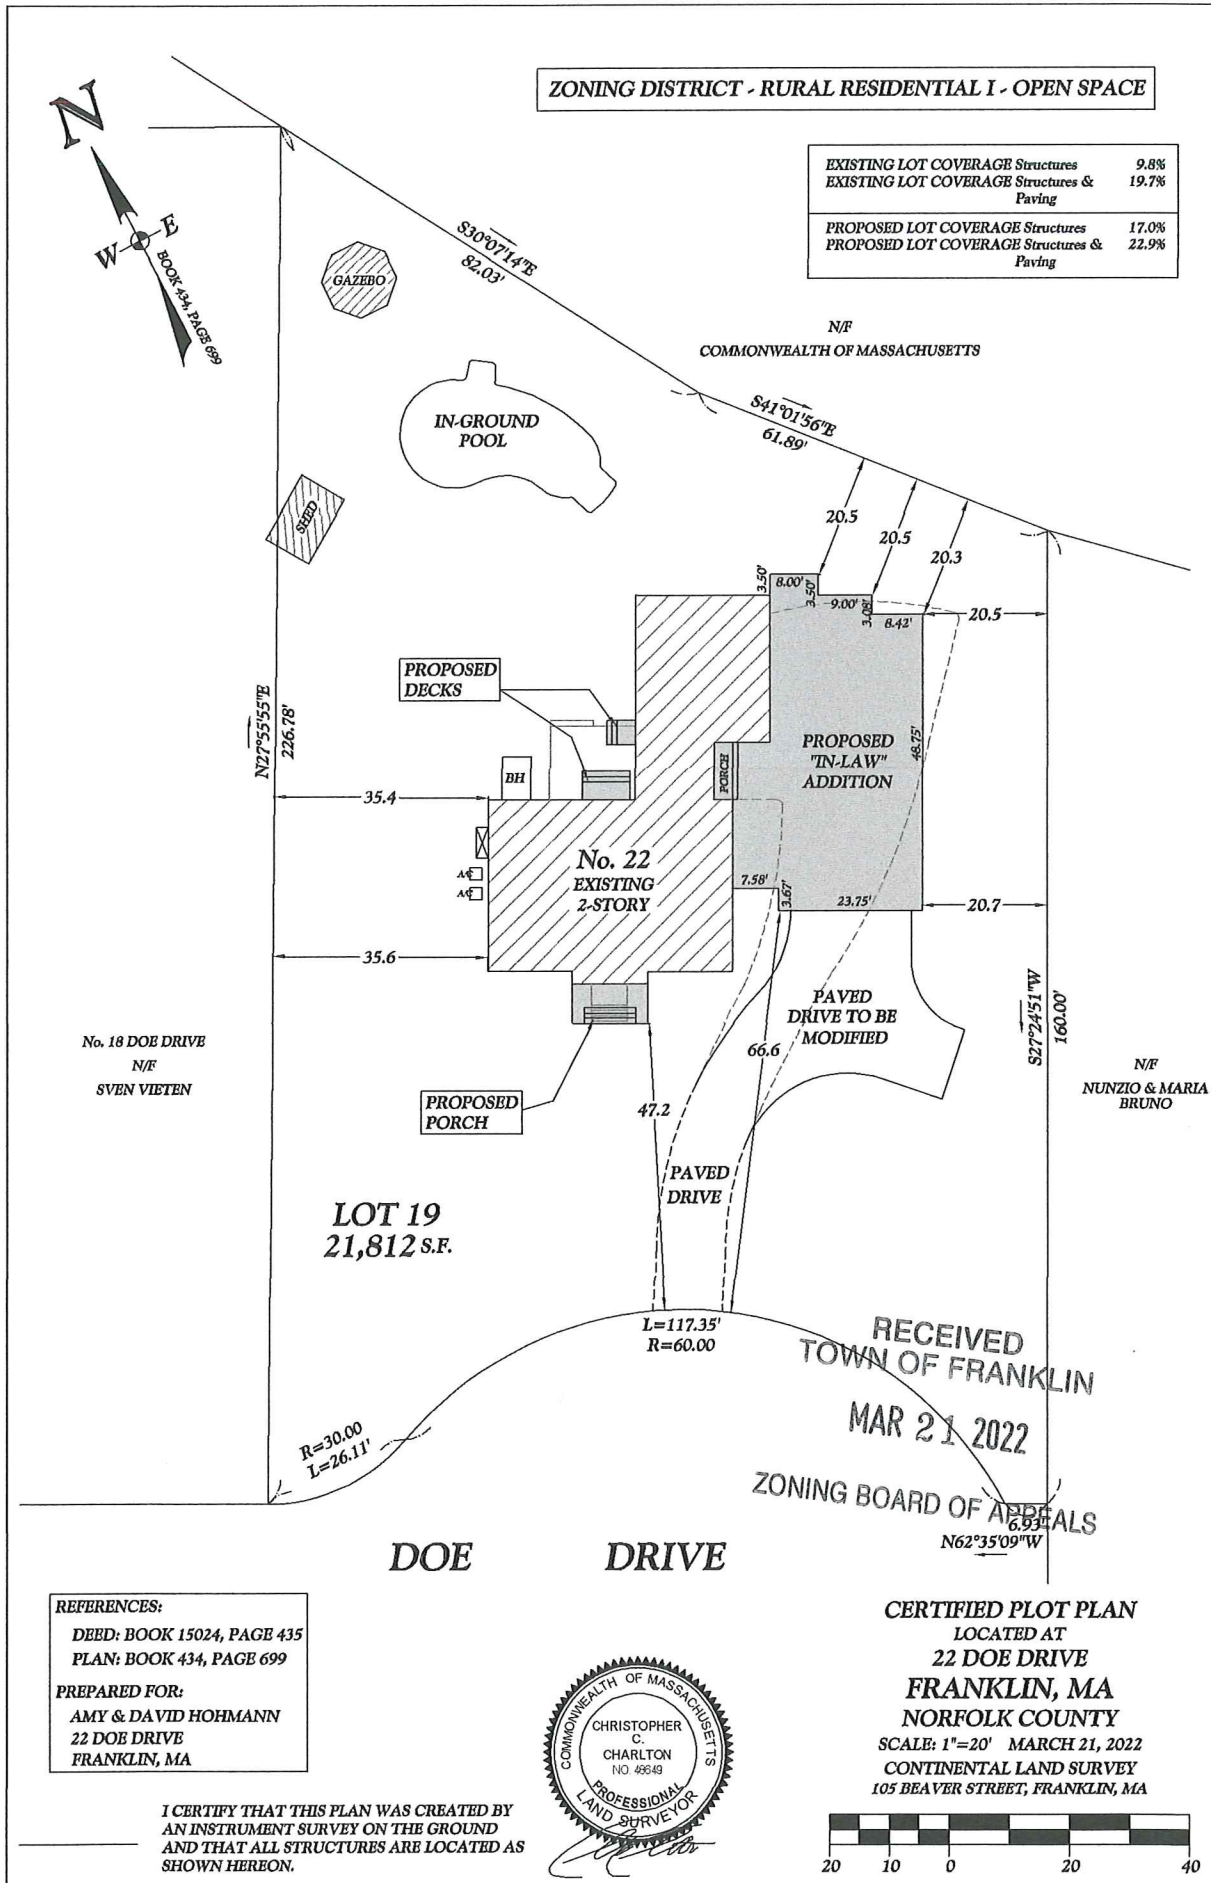 ZONING DISTRICT - RURAL RESIDENTIAL I - OPEN SPACE
EXISTING LOT COVERAGE Structures 9.8%
EXISTING LOT COVERAGE Structures & 19.7%
Paving
PROPOSED LOT COVERAGE Structures 17.0%
PROPOSED LOT COVERAGE Structures & 22.9%
Paving
N
W
E
BOOK 434, PAGE 699
S30°07'14"E
82.03'
GAZEBO
N/F
COMMONWEALTH OF MASSACHUSETTS
IN-GROUND
POOL
S41°01'56"E
61.89'
SHED
20.5
20.5
20.3
3.50'
8.00'
3.50'
9.00'
3.08'
8.42'
20.5
PROPOSED
DECKS
N27°55'55"E
226.78'
BH
PORCH
PROPOSED
"IN-LAW"
ADDITION
48.75'
35.4
No. 22
EXISTING
2-STORY
AC
AC
7.58'
3.67'
23.75'
20.7
35.6
PAVED
DRIVE TO BE
MODIFIED
S27°24'51"W
160.00'
No. 18 DOE DRIVE
N/F
SVEN VIETEN
66.6
N/F
NUNZIO & MARIA
BRUNO
PROPOSED
PORCH
47.2
PAVED
DRIVE
LOT 19
21,812 S.F.
L=117.35'
R=60.00
RECEIVED
TOWN OF FRANKLIN
MAR 21 2022
ZONING BOARD OF APPEALS
R=30.00
L=26.11'
6.93'
N62°35'09"W
DOE DRIVE
REFERENCES:
DEED: BOOK 15024, PAGE 435
PLAN: BOOK 434, PAGE 699
PREPARED FOR:
AMY & DAVID HOHMANN
22 DOE DRIVE
FRANKLIN, MA
I CERTIFY THAT THIS PLAN WAS CREATED BY
AN INSTRUMENT SURVEY ON THE GROUND
AND THAT ALL STRUCTURES ARE LOCATED AS
SHOWN HEREON.
COMMONWEALTH OF MASSACHUSETTS
CHRISTOPHER
C.
CHARLTON
NO. 48649
PROFESSIONAL
LAND SURVEYOR
CERTIFIED PLOT PLAN
LOCATED AT
22 DOE DRIVE
FRANKLIN, MA
NORFOLK COUNTY
SCALE: 1"=20' MARCH 21, 2022
CONTINENTAL LAND SURVEY
105 BEAVER STREET, FRANKLIN, MA
20 10 0 20 40